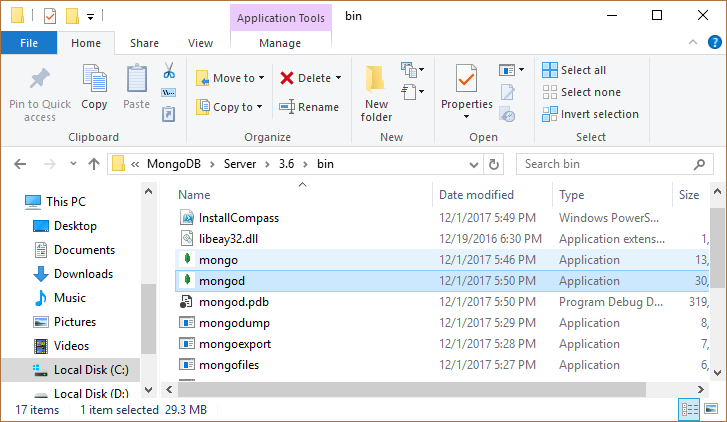 Application Tools
bin
File
Home
Share
View
Manage
Pin to Quick access
Copy
Paste
Clipboard
Move to
Copy to
Delete
Rename
Organize
New folder
New
Properties
Open
Select all
Select none
Invert selection
Select
MongoDB
Server
3.6
bin
Search bin
This PC
Desktop
Documents
Downloads
Music
Pictures
Videos
Local Disk (C:)
Local Disk (D:)
Name Date modified Type Size
InstallCompass 12/1/2017 5:49 PM Windows PowerS...
libeay32.dll 12/19/2016 6:30 PM Application extens... 1,
mongo 12/1/2017 5:46 PM Application 13,
mongod 12/1/2017 5:50 PM Application 30,
mongod.pdb 12/1/2017 5:50 PM Program Debug D... 319,
mongodump 12/1/2017 5:29 PM Application 8,
mongoexport 12/1/2017 5:28 PM Application 7,
mongofiles 12/1/2017 5:27 PM Application 6,
17 items 1 item selected 29.3 MB